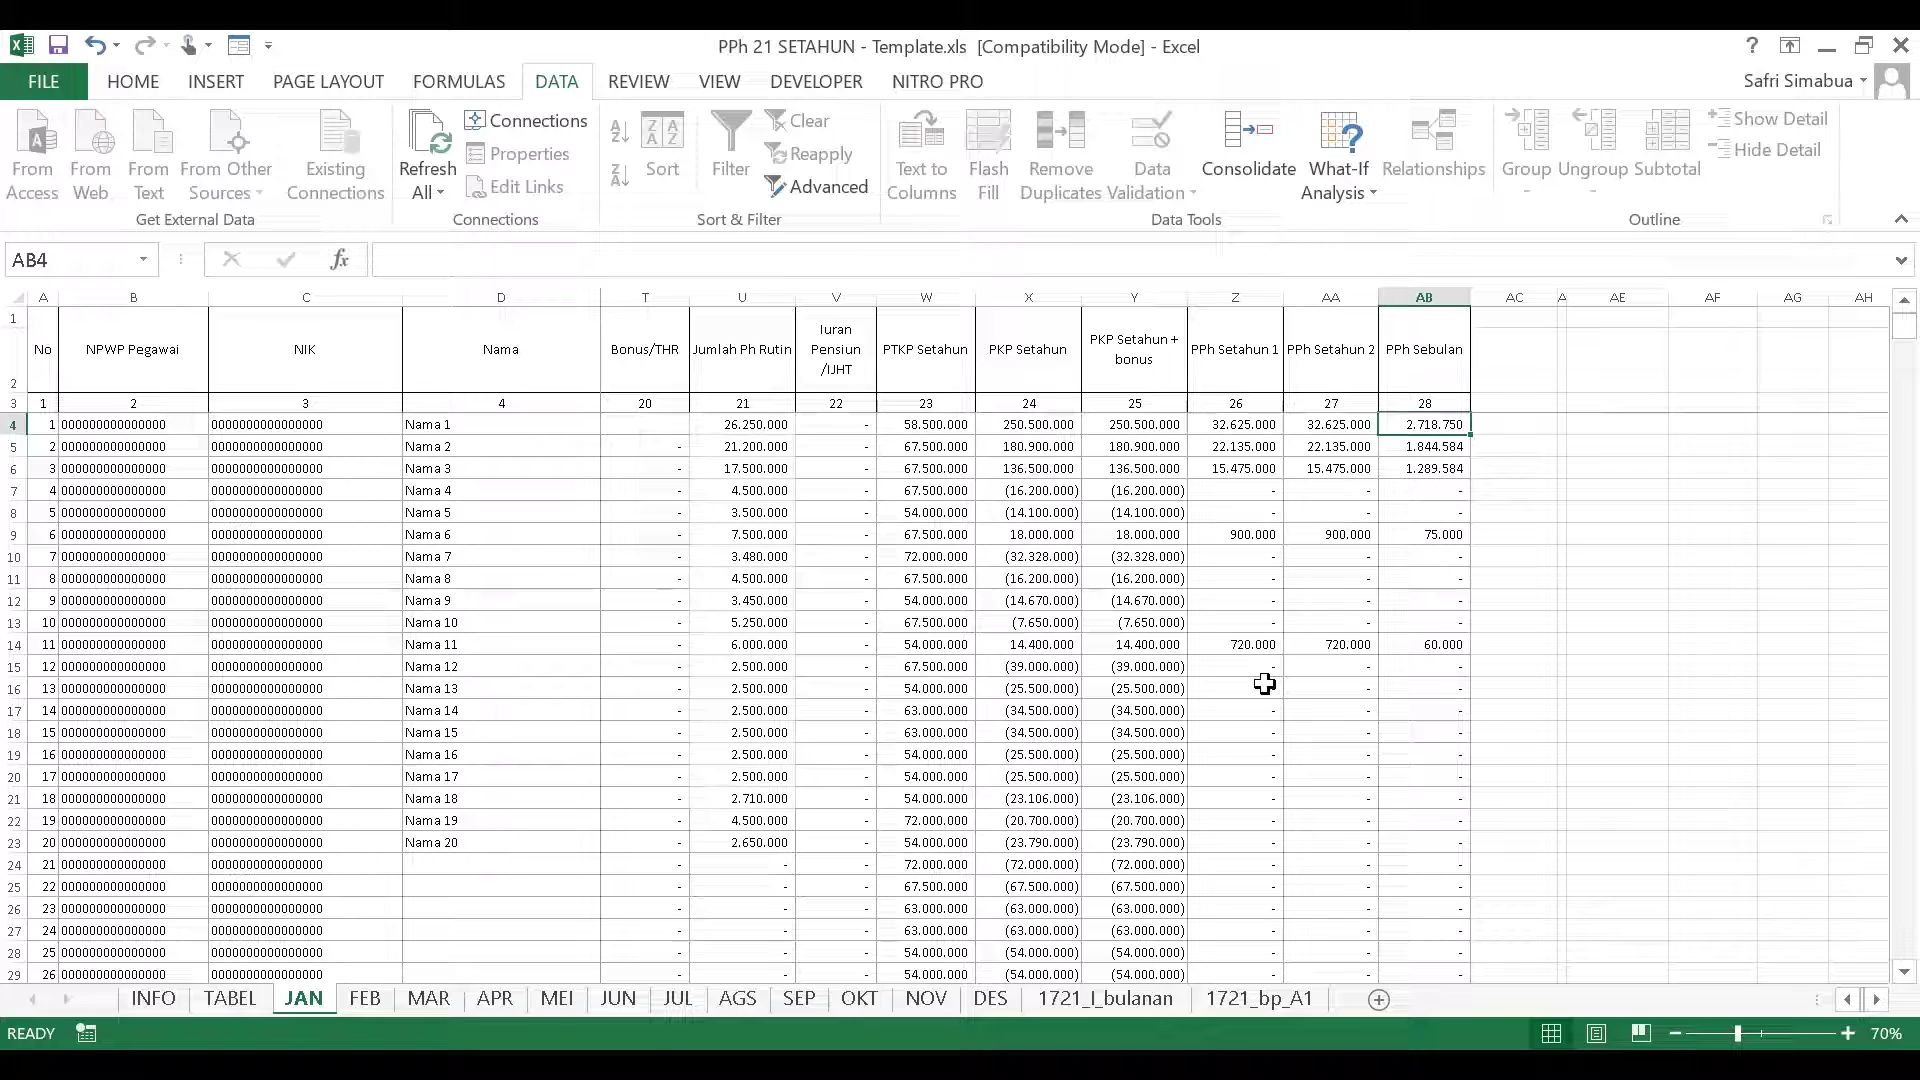 PPh 21 SETAHUN - Template.xls [Compatibility Mode] - Excel
FILE HOME INSERT PAGE LAYOUT FORMULAS DATA REVIEW VIEW DEVELOPER NITRO PRO Safri Simabua
From Access From Web From Text From Other Sources Existing Connections
Get External Data
Refresh All Connections Properties Edit Links
Connections
Sort Filter Clear Reapply Advanced
Sort & Filter
Text to Columns Flash Fill Remove Duplicates Data Validation Consolidate What-If Analysis Relationships
Data Tools
Group Ungroup Subtotal Show Detail Hide Detail
Outline
AB4 fx
A B C D T U V W X Y Z AA AB AC A AE AF AG AH
1 2 No NPWP Pegawai NIK Nama Bonus/THR Jumlah Ph Rutin Iuran Pensiun /IJHT PTKP Setahun PKP Setahun PKP Setahun + bonus PPh Setahun 1 PPh Setahun 2 PPh Sebulan
3 1 2 3 4 20 21 22 23 24 25 26 27 28
4 1 000000000000000 0000000000000000 Nama 1 26.250.000 - 58.500.000 250.500.000 250.500.000 32.625.000 32.625.000 2.718.750
5 2 000000000000000 0000000000000000 Nama 2 - 21.200.000 - 67.500.000 180.900.000 180.900.000 22.135.000 22.135.000 1.844.584
6 3 000000000000000 0000000000000000 Nama 3 - 17.500.000 - 67.500.000 136.500.000 136.500.000 15.475.000 15.475.000 1.289.584
7 4 000000000000000 0000000000000000 Nama 4 - 4.500.000 - 67.500.000 (16.200.000) (16.200.000) - - -
8 5 000000000000000 0000000000000000 Nama 5 - 3.500.000 - 54.000.000 (14.100.000) (14.100.000) - - -
9 6 000000000000000 0000000000000000 Nama 6 - 7.500.000 - 67.500.000 18.000.000 18.000.000 900.000 900.000 75.000
10 7 000000000000000 0000000000000000 Nama 7 - 3.480.000 - 72.000.000 (32.328.000) (32.328.000) - - -
11 8 000000000000000 0000000000000000 Nama 8 - 4.500.000 - 67.500.000 (16.200.000) (16.200.000) - - -
12 9 000000000000000 0000000000000000 Nama 9 - 3.450.000 - 54.000.000 (14.670.000) (14.670.000) - - -
13 10 000000000000000 0000000000000000 Nama 10 - 5.250.000 - 67.500.000 (7.650.000) (7.650.000) - - -
14 11 000000000000000 0000000000000000 Nama 11 - 6.000.000 - 54.000.000 14.400.000 14.400.000 720.000 720.000 60.000
15 12 000000000000000 0000000000000000 Nama 12 - 2.500.000 - 67.500.000 (39.000.000) (39.000.000) - - -
16 13 000000000000000 0000000000000000 Nama 13 - 2.500.000 - 54.000.000 (25.500.000) (25.500.000) - - -
17 14 000000000000000 0000000000000000 Nama 14 - 2.500.000 - 63.000.000 (34.500.000) (34.500.000) - - -
18 15 000000000000000 0000000000000000 Nama 15 - 2.500.000 - 63.000.000 (34.500.000) (34.500.000) - - -
19 16 000000000000000 0000000000000000 Nama 16 - 2.500.000 - 54.000.000 (25.500.000) (25.500.000) - - -
20 17 000000000000000 0000000000000000 Nama 17 - 2.500.000 - 54.000.000 (25.500.000) (25.500.000) - - -
21 18 000000000000000 0000000000000000 Nama 18 - 2.710.000 - 54.000.000 (23.106.000) (23.106.000) - - -
22 19 000000000000000 0000000000000000 Nama 19 - 4.500.000 - 72.000.000 (20.700.000) (20.700.000) - - -
23 20 000000000000000 0000000000000000 Nama 20 - 2.650.000 - 54.000.000 (23.790.000) (23.790.000) - - -
24 21 000000000000000 0000000000000000 - - - 72.000.000 (72.000.000) (72.000.000) - - -
25 22 000000000000000 0000000000000000 - - - 67.500.000 (67.500.000) (67.500.000) - - -
26 23 000000000000000 0000000000000000 - - - 63.000.000 (63.000.000) (63.000.000) - - -
27 24 000000000000000 0000000000000000 - - - 63.000.000 (63.000.000) (63.000.000) - - -
28 25 000000000000000 0000000000000000 - - - 54.000.000 (54.000.000) (54.000.000) - - -
29 26 000000000000000 0000000000000000 - - - 54.000.000 (54.000.000) (54.000.000) - - -
INFO TABEL JAN FEB MAR APR MEI JUN JUL AGS SEP OKT NOV DES 1721_I_bulanan 1721_bp_A1
READY 70%